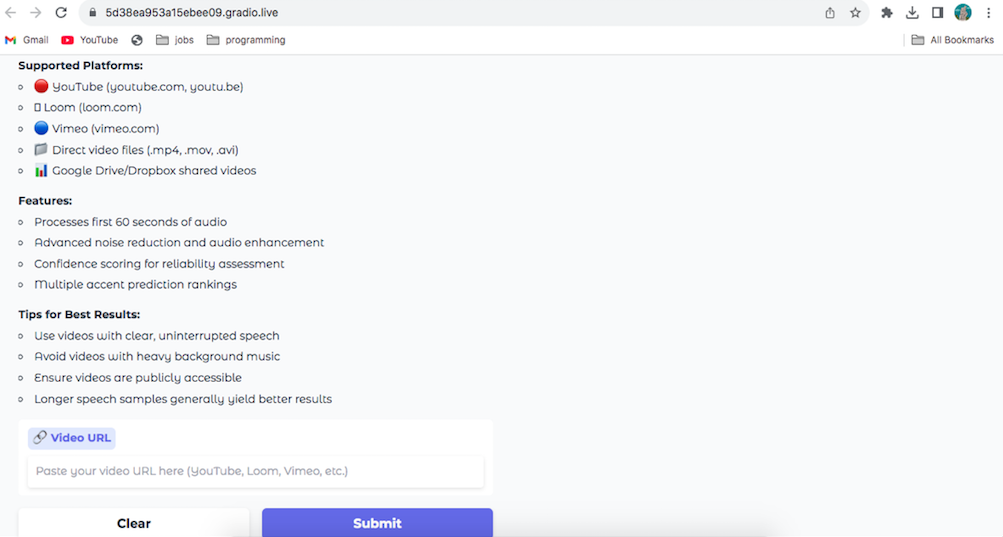 5d38ea953a15ebee09.gradio.live
Gmail YouTube jobs programming All Bookmarks
Supported Platforms:
YouTube (youtube.com, youtu.be)
Loom (loom.com)
Vimeo (vimeo.com)
Direct video files (.mp4, .mov, .avi)
Google Drive/Dropbox shared videos
Features:
Processes first 60 seconds of audio
Advanced noise reduction and audio enhancement
Confidence scoring for reliability assessment
Multiple accent prediction rankings
Tips for Best Results:
Use videos with clear, uninterrupted speech
Avoid videos with heavy background music
Ensure videos are publicly accessible
Longer speech samples generally yield better results
Video URL
Paste your video URL here (YouTube, Loom, Vimeo, etc.)
Clear Submit